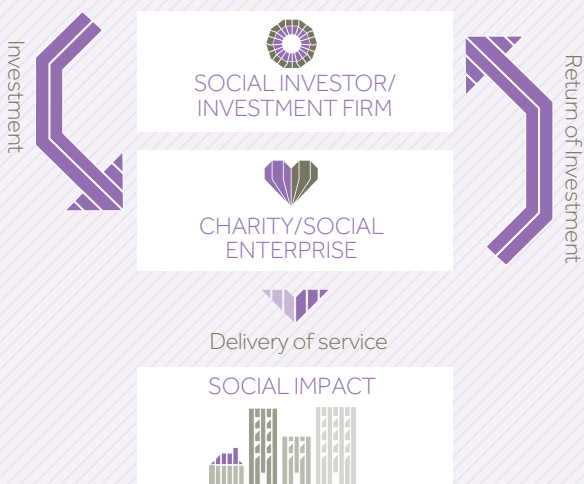 Investment
SOCIAL INVESTOR/
INVESTMENT FIRM
Return of Investment
CHARITY/SOCIAL
ENTERPRISE
Delivery of service
SOCIAL IMPACT